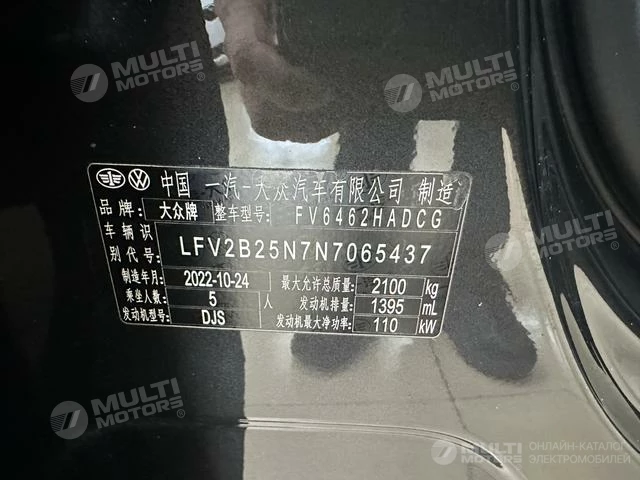 中国 一汽-大众汽车有限公司 制造
品牌: 大众牌 整车型号: FV6462HADCG
车辆识别代号: LFV2B25N7N7065437
制造年月: 2022-10-24 最大允许总质量: 2100 kg
乘坐人数: 5 人 发动机排量: 1395 mL
发动机型号: DJS 发动机最大净功率: 110 kW
MULTI MOTORS
MULTI MOTORS
MULTI MOTORS
MULTI MOTORS
MULTI MOTORS
MULTI MOTORS ОНЛАЙН-КАТАЛОГ ЭЛЕКТРОМОБИЛЕЙ